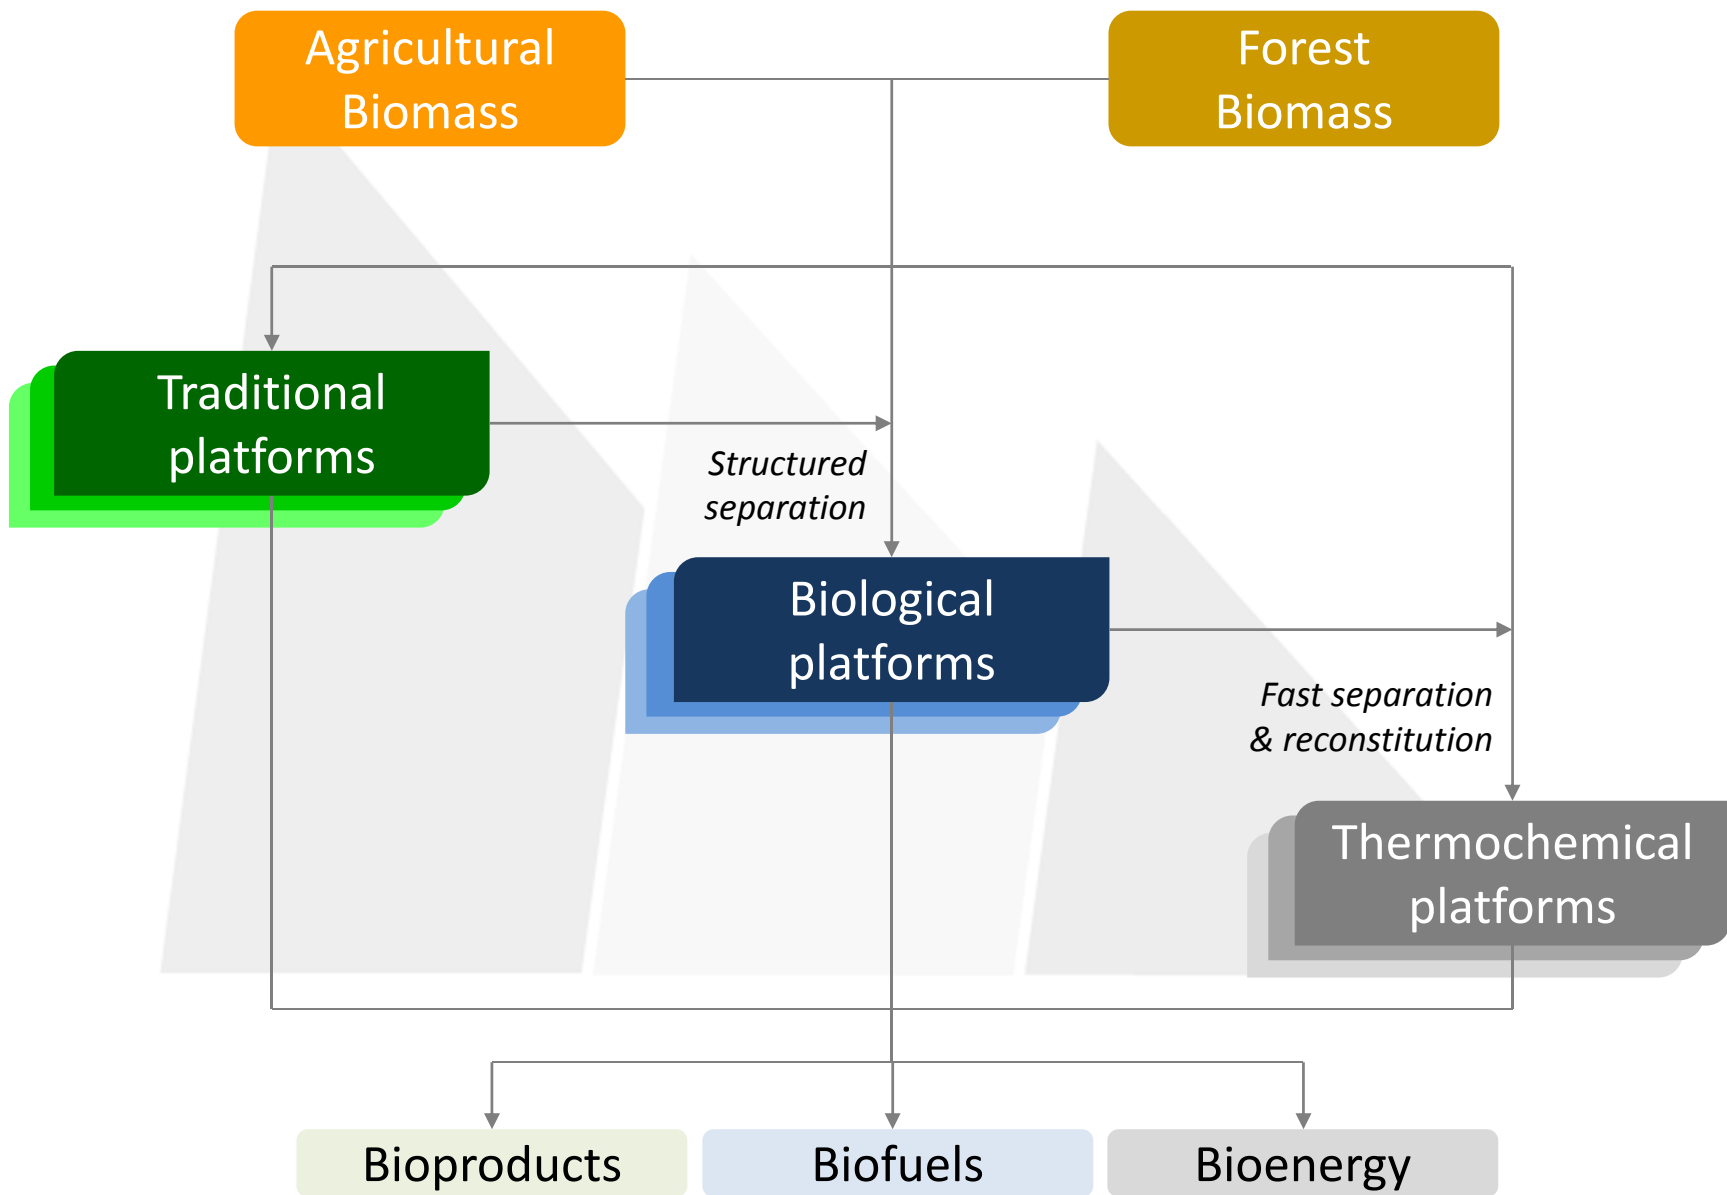 Agricultural
Biomass
Forest
Biomass
Traditional
platforms
Structured
separation
Biological
platforms
Fast separation
& reconstitution
Thermochemical
platforms
Bioproducts
Biofuels
Bioenergy